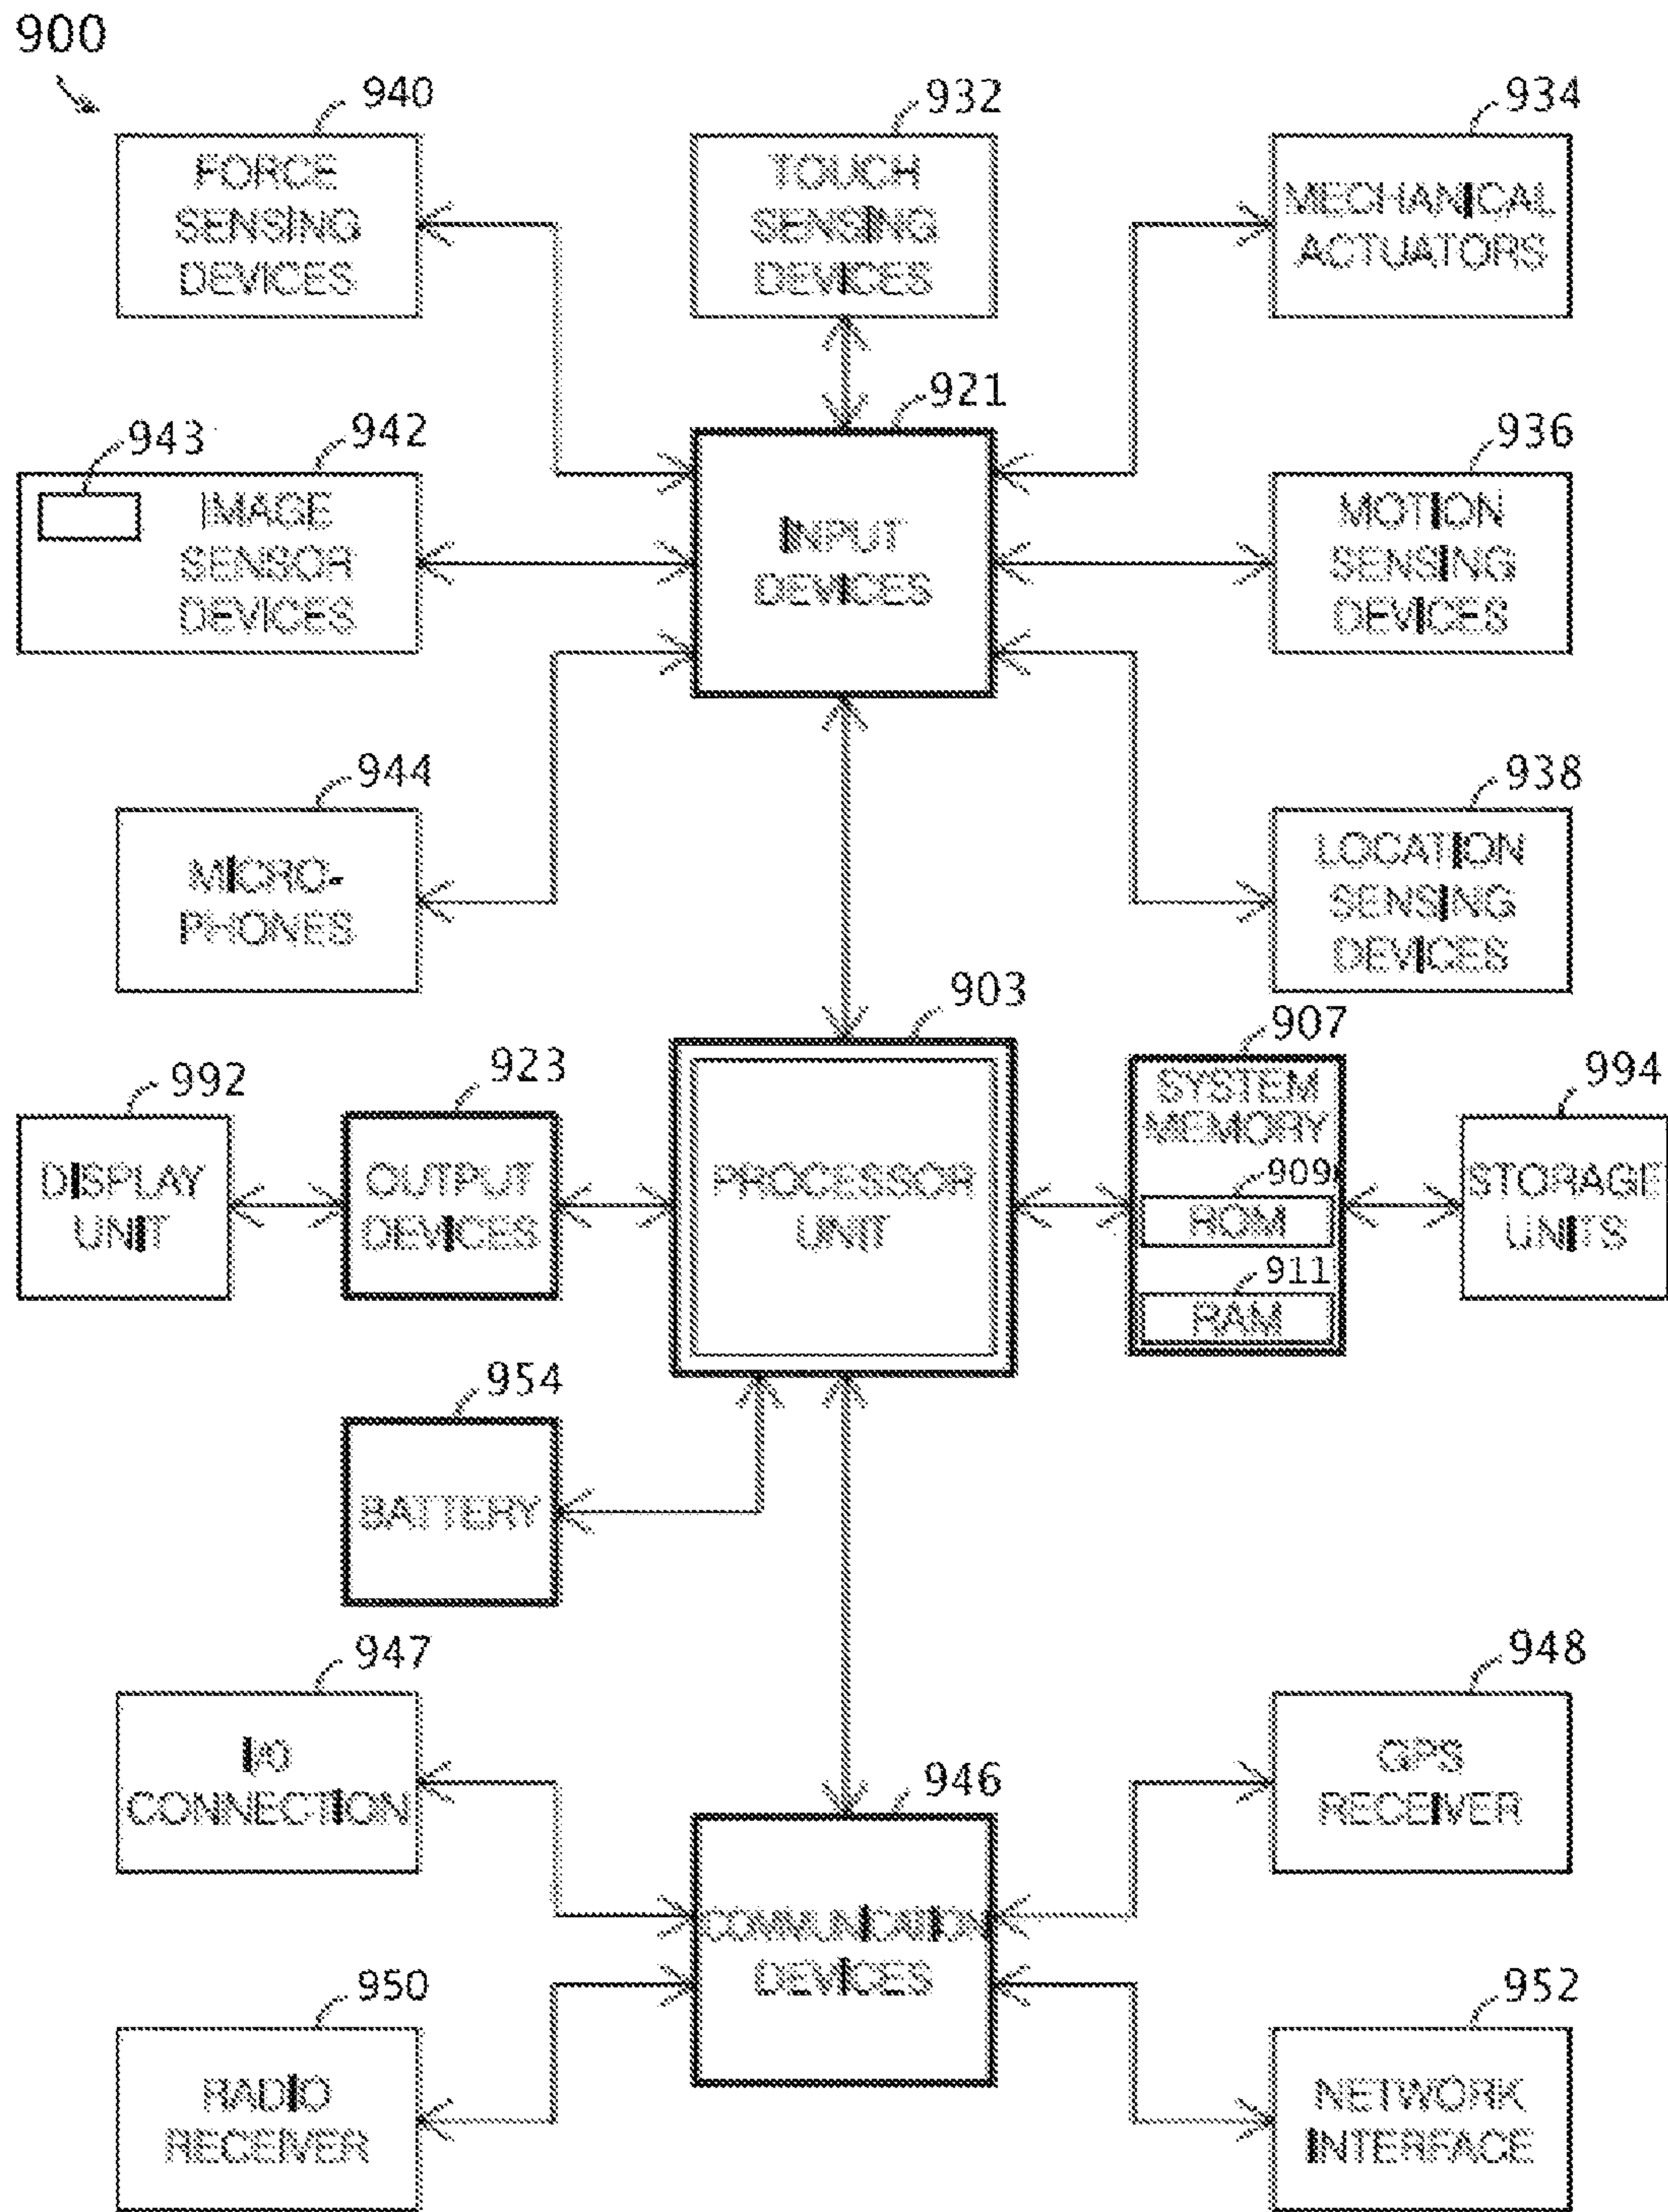 900
940
FORCE
SENSING
DEVICES
932
TOUCH
SENSING
DEVICES
934
MECHANICAL
ACTUATORS
921
INPUT
DEVICES
943
942
IMAGE
SENSOR
DEVICES
936
MOTION
SENSING
DEVICES
944
MICRO-
PHONES
938
LOCATION
SENSING
DEVICES
903
PROCESSOR
UNIT
992
DISPLAY
UNIT
923
OUTPUT
DEVICES
907
SYSTEM
MEMORY
909
ROM
911
RAM
994
STORAGE
UNITS
954
BATTERY
947
I/O
CONNECTION
948
GPS
RECEIVER
946
COMMUNICATION
DEVICES
950
RADIO
RECEIVER
952
NETWORK
INTERFACE